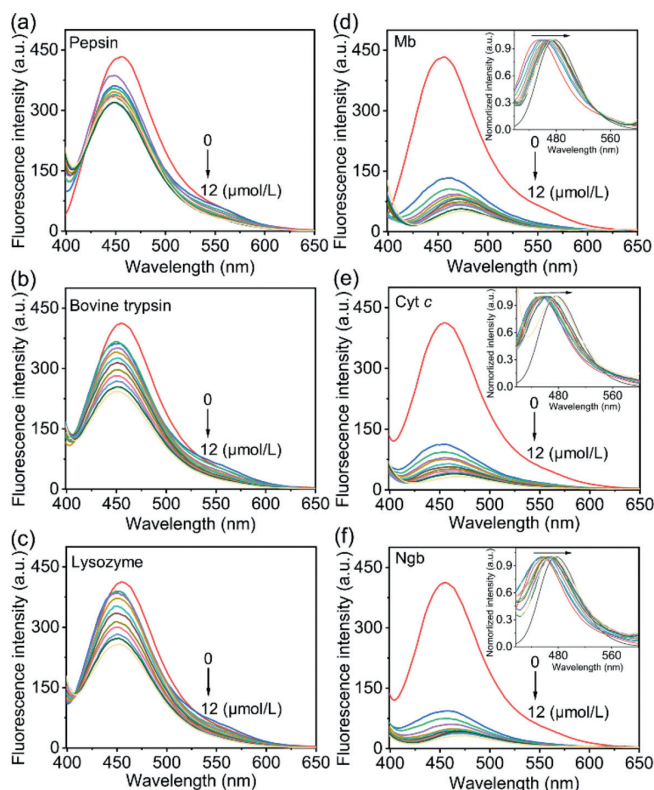 (a)
Pepsin
Fluorescence intensity (a.u.)
450
300
150
0
0
12 (μmol/L)
400 450 500 550 600 650
Wavelength (nm)
(b)
Bovine trypsin
Fluorescence intensity (a.u.)
450
300
150
0
0
12 (μmol/L)
400 450 500 550 600 650
Wavelength (nm)
(c)
Lysozyme
Fluorescence intensity (a.u.)
450
300
150
0
0
12 (μmol/L)
400 450 500 550 600 650
Wavelength (nm)
(d)
Mb
Fluorescence intensity (a.u.)
450
300
150
0
0
12 (μmol/L)
400 450 500 550 600 650
Wavelength (nm)
Nomorlized intensity
0.9
0.6
0.3
0.0
480 560
Wavelength (nm)
(e)
Cyt c
Fluorsecence intensity (a.u.)
450
300
150
0
0
12 (μmol/L)
400 450 500 550 600 650
Wavelength (nm)
Nomorlized intensity
0.9
0.6
0.3
0.0
480 560
Wavelength (nm)
(f)
Ngb
Fluorescence intensity (a.u.)
450
300
150
0
0
12 (μmol/L)
400 450 500 550 600 650
Wavelength (nm)
Nomorlized intensity
0.9
0.6
0.3
0.0
480 560
Wavelength (nm)